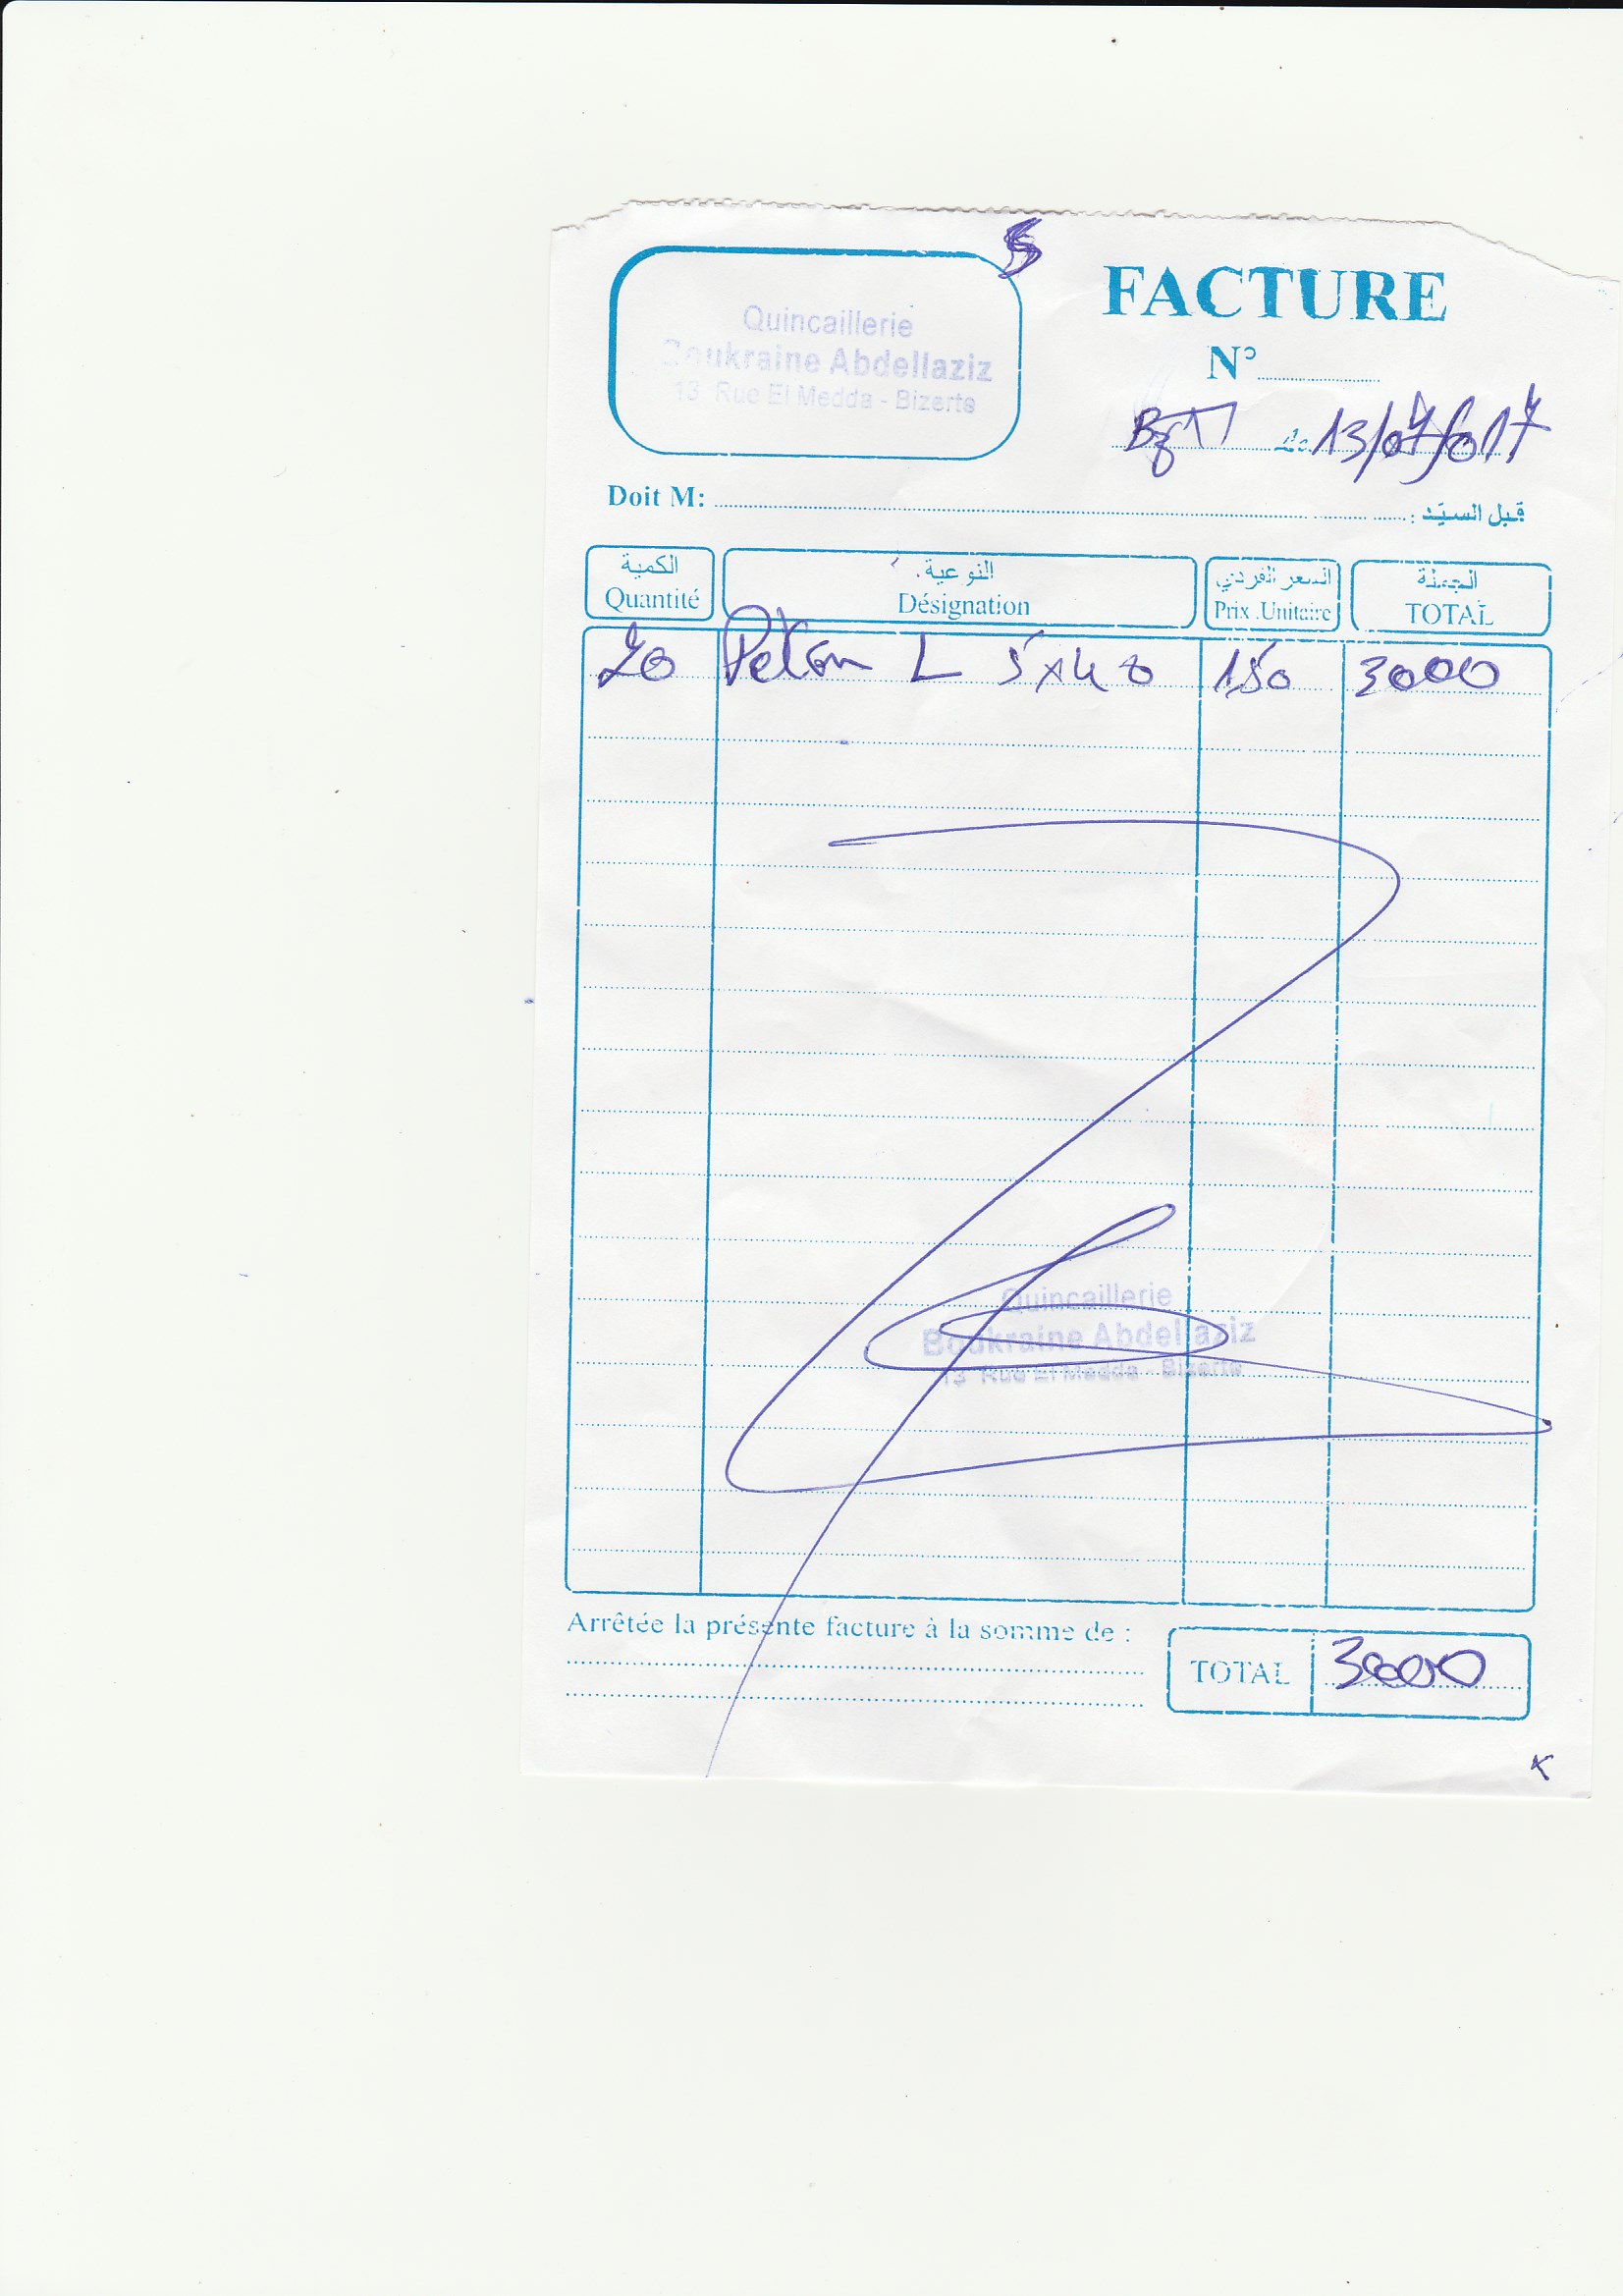 5
Quincaillerie
Boukraine Abdellaziz
13 Rue El Medda - Bizerte
FACTURE
N°
Le 13/07/017
Doit M: قبل السيّد :
الكمية النوعية السعر الفردي الجملة
Quantité Désignation Prix .Unitaire TOTAL
20 Piton L 5x40 150 3000
Quincaillerie
Boukraine Abdellaziz
13 Rue El Medda - Bizerte
Arrêtée la présente facture à la somme de :
TOTAL 3000